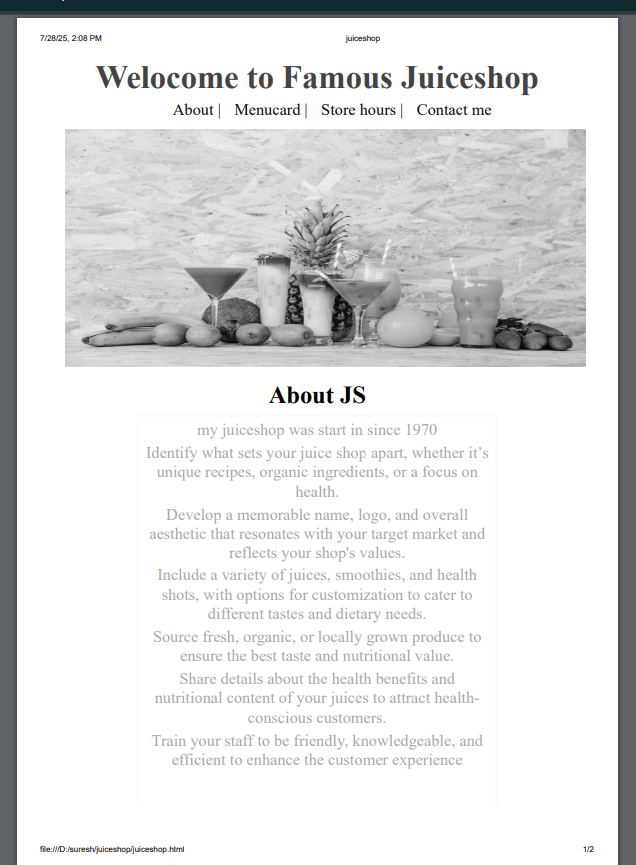 7/28/25, 2:08 PM juiceshop
Welocome to Famous Juiceshop
About | Menucard | Store hours | Contact me
About JS
my juiceshop was start in since 1970
Identify what sets your juice shop apart, whether it’s
unique recipes, organic ingredients, or a focus on
health.
Develop a memorable name, logo, and overall
aesthetic that resonates with your target market and
reflects your shop's values.
Include a variety of juices, smoothies, and health
shots, with options for customization to cater to
different tastes and dietary needs.
Source fresh, organic, or locally grown produce to
ensure the best taste and nutritional value.
Share details about the health benefits and
nutritional content of your juices to attract health-
conscious customers.
Train your staff to be friendly, knowledgeable, and
efficient to enhance the customer experience
file:///D:/suresh/juiceshop/juiceshop.html 1/2